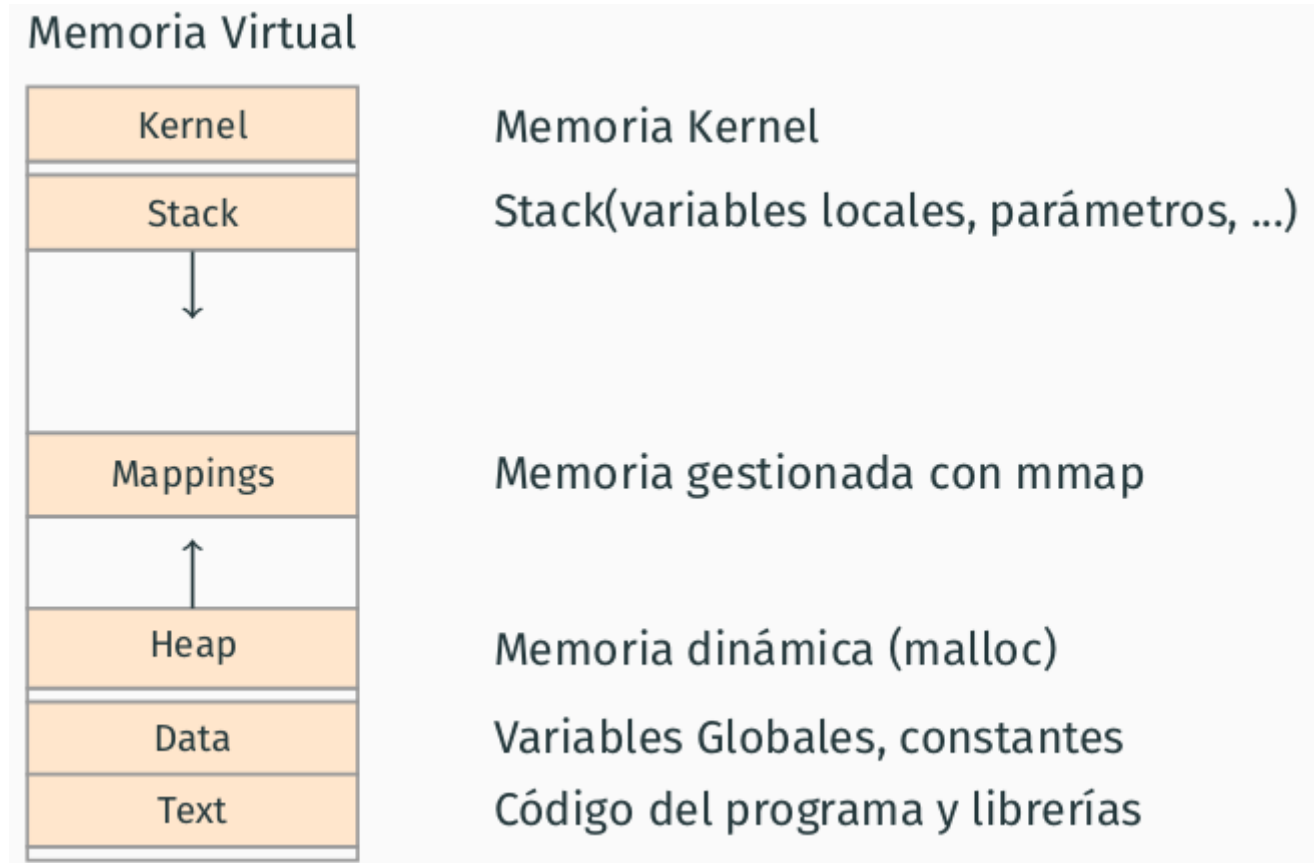 Memoria Virtual
Kernel Memoria Kernel
Stack Stack(variables locales, parámetros, ...)
Mappings Memoria gestionada con mmap
Heap Memoria dinámica (malloc)
Data Variables Globales, constantes
Text Código del programa y librerías